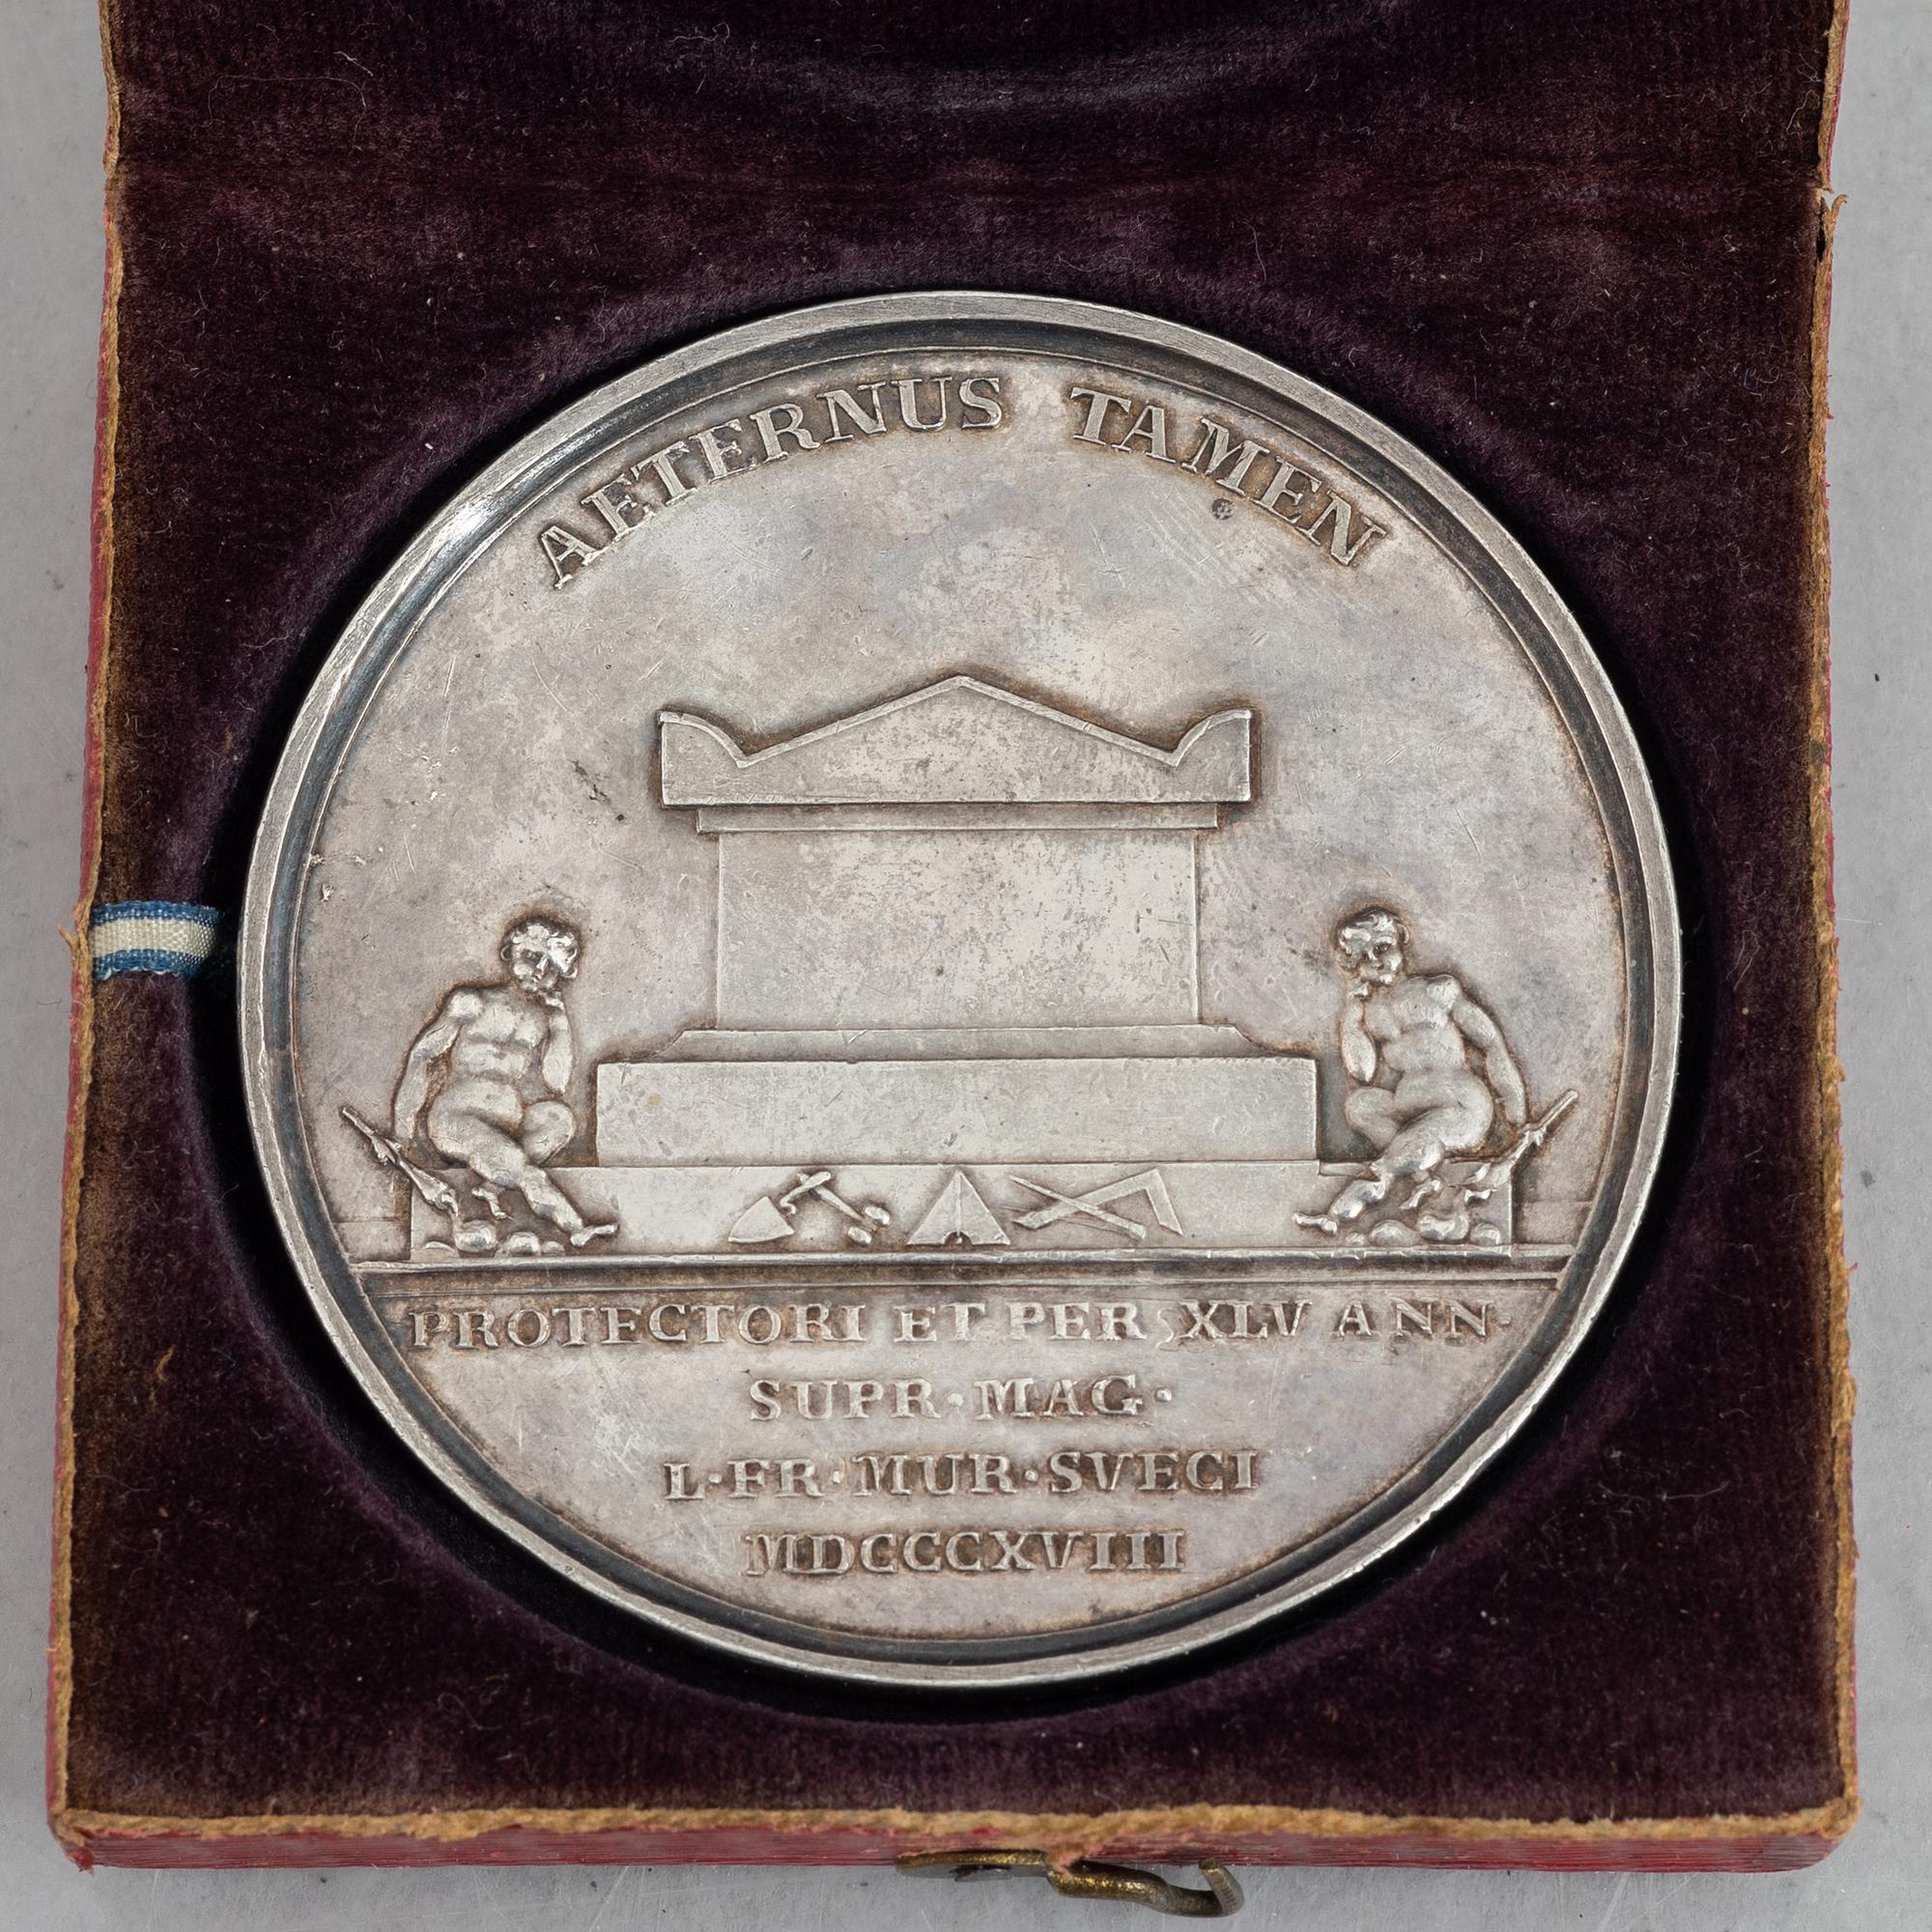 AETERNUS TAMEN
PROTECTORI ET PER XLV ANN·
SUPR·MAG·
L·FR·MUR·SVECI
MDCCCXVIII